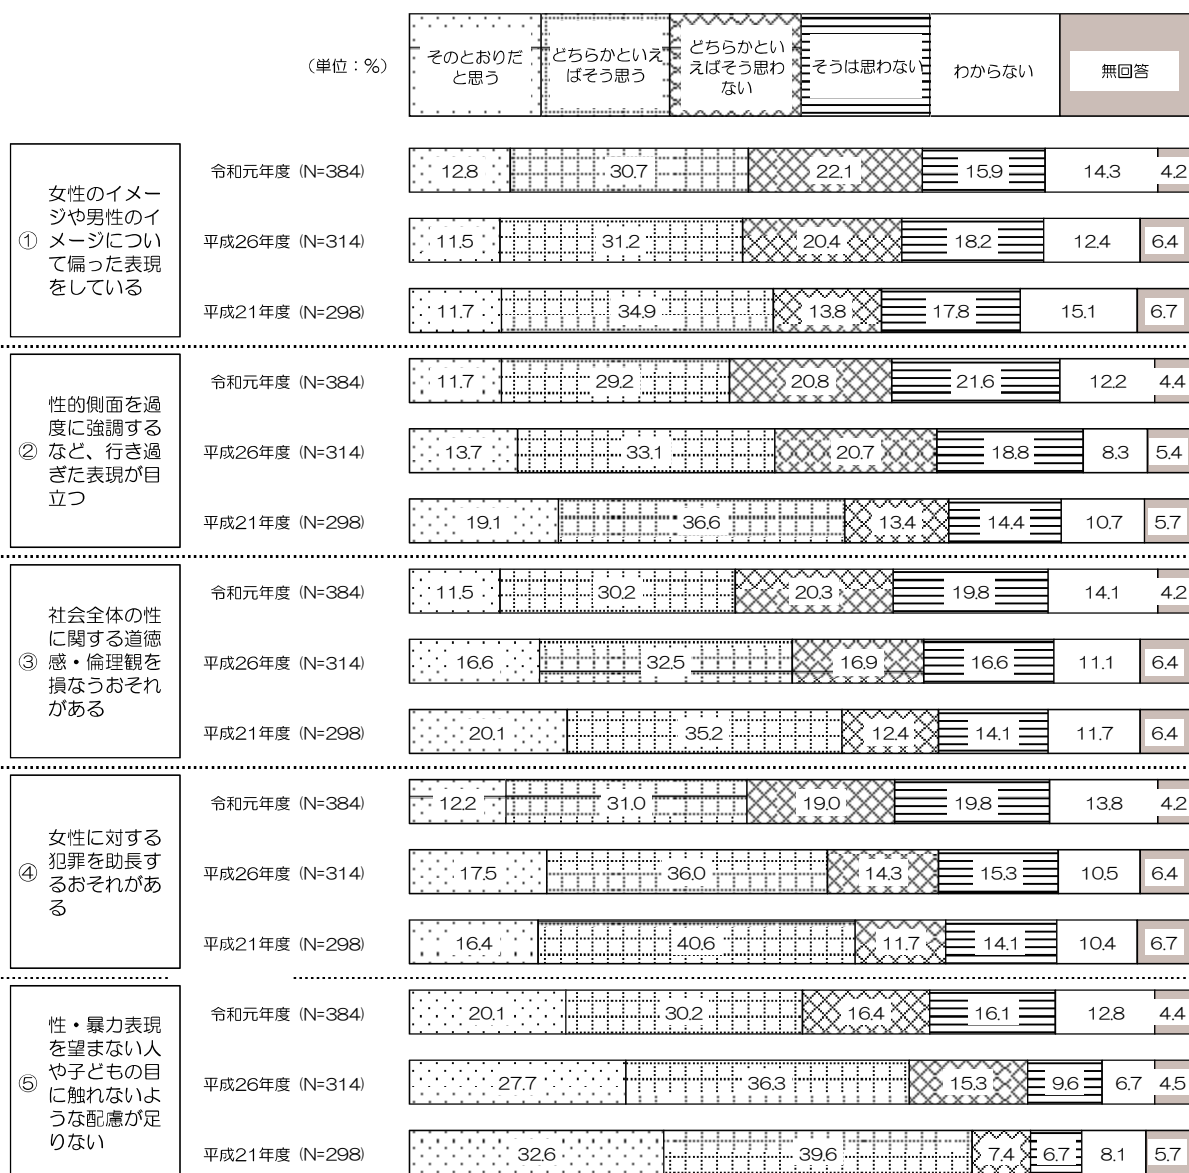 （単位：％）
そのとおりだ
と思う
どちらかといえ
ばそう思う
どちらかとい
えばそう思わ
ない
そうは思わない
わからない
無回答
①
女性のイメー
ジや男性のイ
メージについ
て偏った表現
をしている
令和元年度 (N=384) 12.8 30.7 22.1 15.9 14.3 4.2
平成26年度 (N=314) 11.5 31.2 20.4 18.2 12.4 6.4
平成21年度 (N=298) 11.7 34.9 13.8 17.8 15.1 6.7
②
性的側面を過
度に強調する
など、行き過
ぎた表現が目
立つ
令和元年度 (N=384) 11.7 29.2 20.8 21.6 12.2 4.4
平成26年度 (N=314) 13.7 33.1 20.7 18.8 8.3 5.4
平成21年度 (N=298) 19.1 36.6 13.4 14.4 10.7 5.7
③
社会全体の性
に関する道徳
感・倫理観を
損なうおそれ
がある
令和元年度 (N=384) 11.5 30.2 20.3 19.8 14.1 4.2
平成26年度 (N=314) 16.6 32.5 16.9 16.6 11.1 6.4
平成21年度 (N=298) 20.1 35.2 12.4 14.1 11.7 6.4
④
女性に対する
犯罪を助長す
るおそれがあ
る
令和元年度 (N=384) 12.2 31.0 19.0 19.8 13.8 4.2
平成26年度 (N=314) 17.5 36.0 14.3 15.3 10.5 6.4
平成21年度 (N=298) 16.4 40.6 11.7 14.1 10.4 6.7
⑤
性・暴力表現
を望まない人
や子どもの目
に触れないよ
うな配慮が足
りない
令和元年度 (N=384) 20.1 30.2 16.4 16.1 12.8 4.4
平成26年度 (N=314) 27.7 36.3 15.3 9.6 6.7 4.5
平成21年度 (N=298) 32.6 39.6 7.4 6.7 8.1 5.7